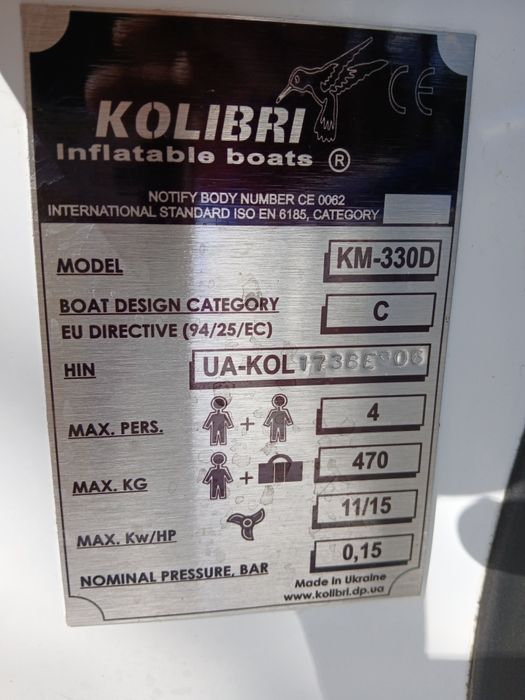 KOLIBRI
Inflatable boats ®
CE
NOTIFY BODY NUMBER CE 0062
INTERNATIONAL STANDARD ISO EN 6185, CATEGORY
MODEL KM-330D
BOAT DESIGN CATEGORY
EU DIRECTIVE (94/25/EC) C
HIN UA-KOL
MAX. PERS. + 4
MAX. KG + 470
MAX. Kw/HP 11/15
NOMINAL PRESSURE, BAR 0,15
Made in Ukraine
www.kolibri.dp.ua